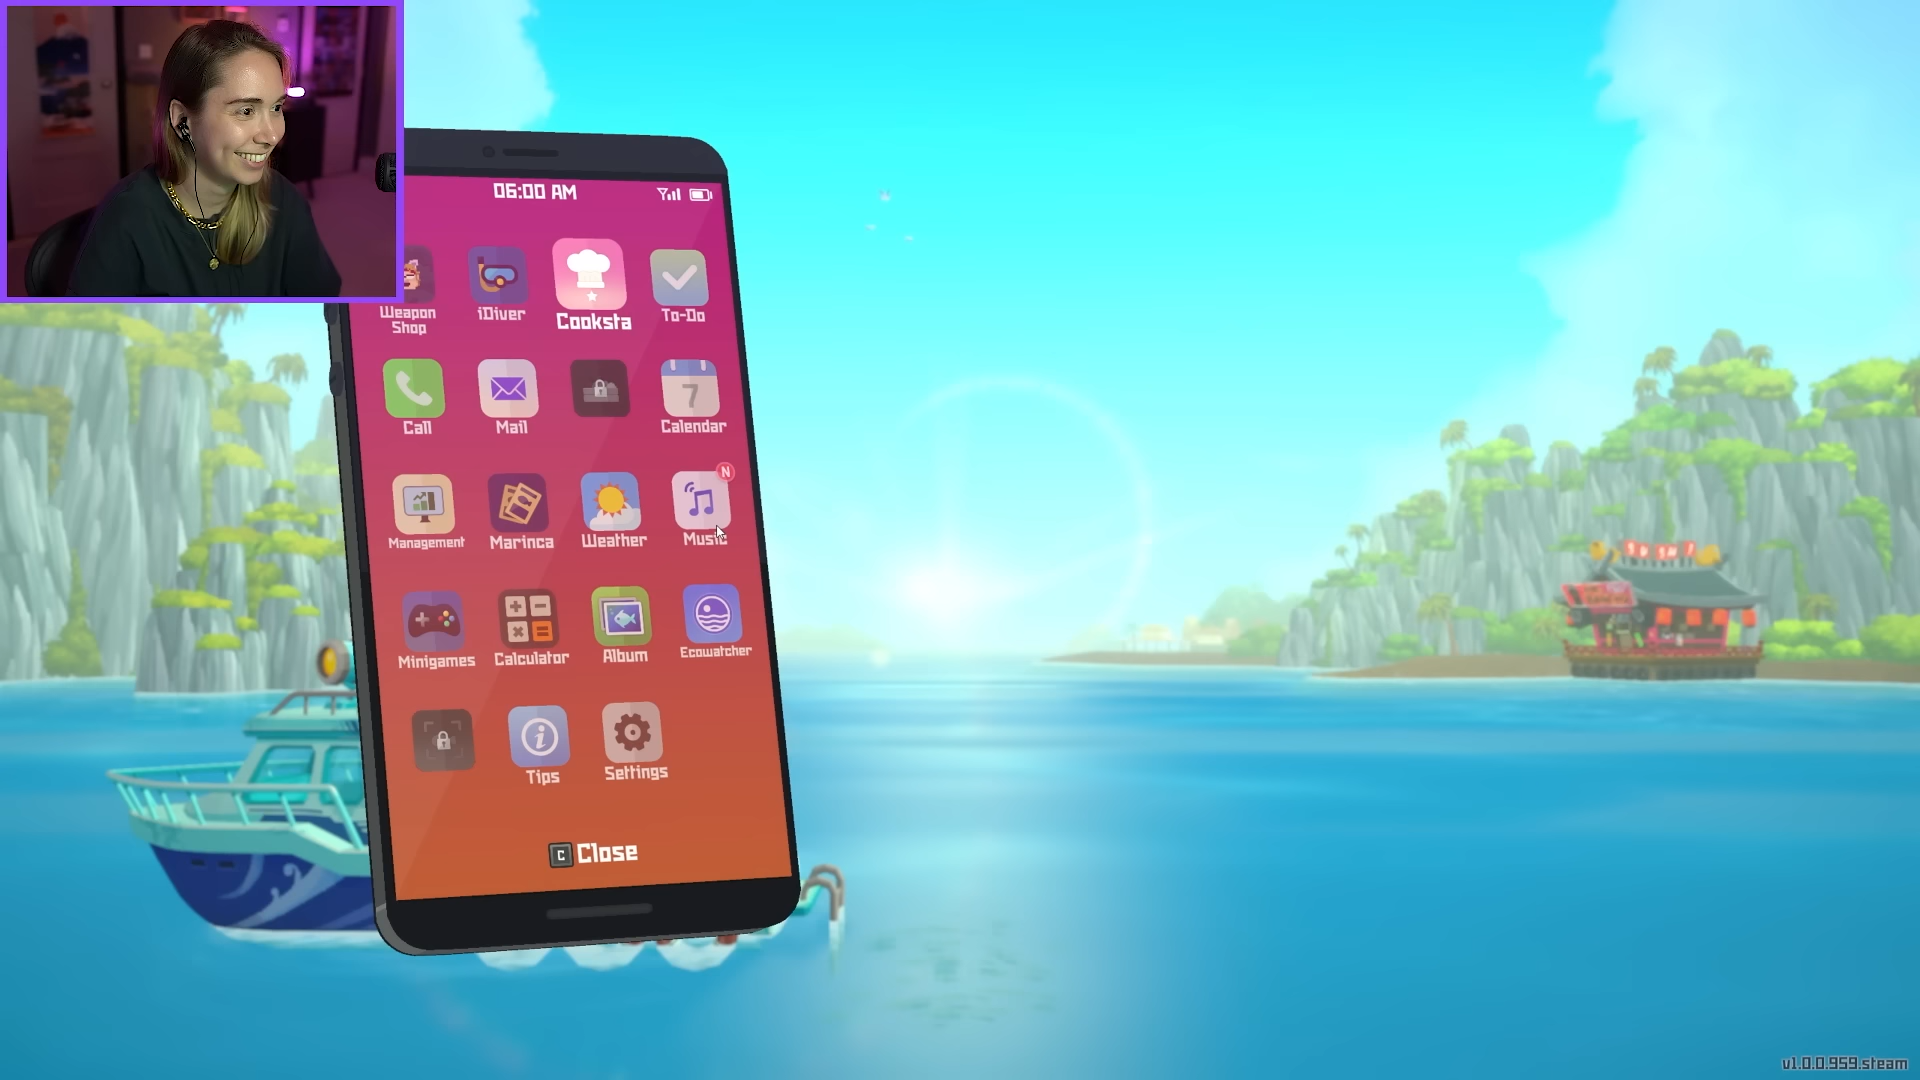 06:00 AM
Weapon
Shop
iDiver
Cooksta
To-Do
Call
Mail
7
Calendar
N
Management
Marinca
Weather
Music
Minigames
Calculator
Album
Ecowatcher
Tips
Settings
C Close
SUSHI
v1.0.0.959.steam